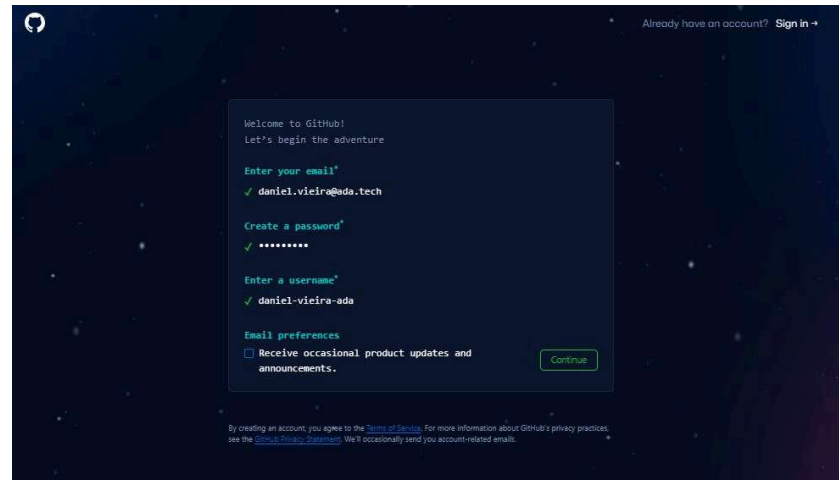 Already have an account? Sign in →
Welcome to GitHub!
Let's begin the adventure
Enter your email*
✓ daniel.vieira@ada.tech
Create a password*
✓ •••••••••
Enter a username*
✓ daniel-vieira-ada
Email preferences
Receive occasional product updates and
announcements.
Continue
By creating an account, you agree to the Terms of Service. For more information about GitHub's privacy practices,
see the GitHub Privacy Statement. We'll occasionally send you account-related emails.